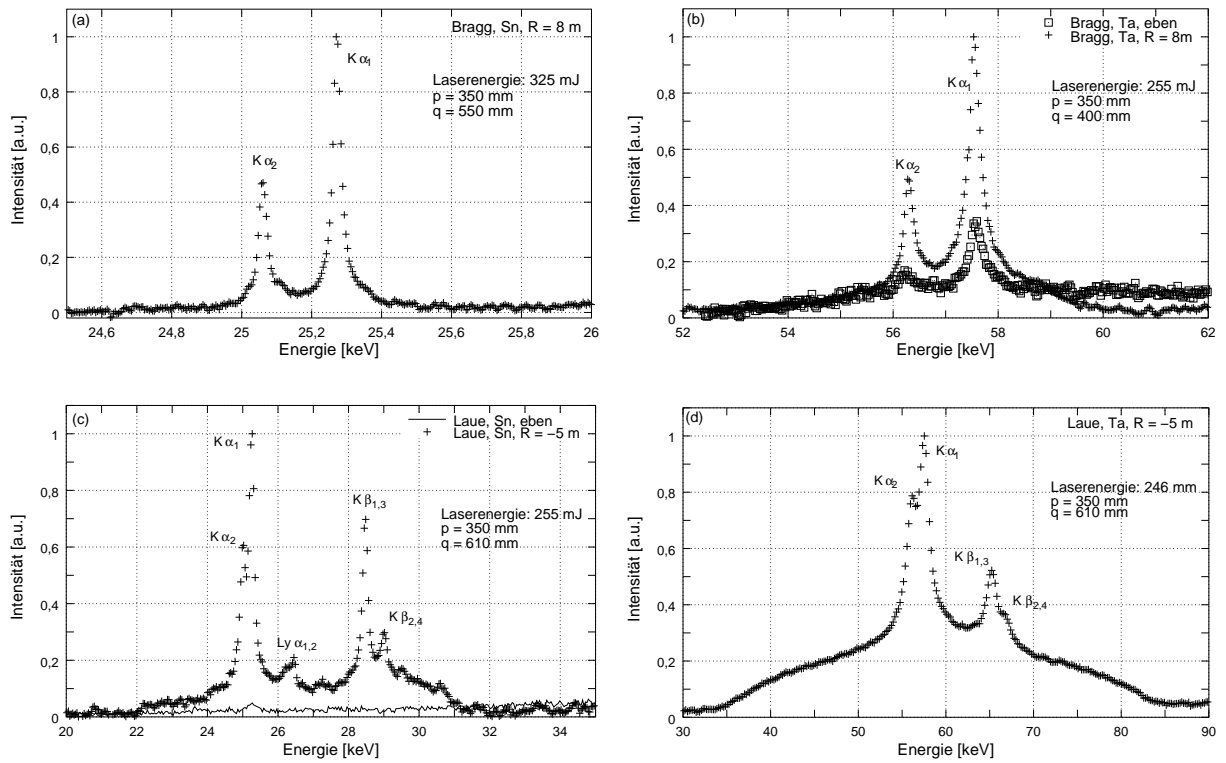 (a)
Bragg, Sn, R = 8 m
K α1
K α2
Laserenergie: 325 mJ
p = 350 mm
q = 550 mm
Intensität [a.u.]
1
0,8
0,6
0,4
0,2
0
24,6 24,8 25 25,2 25,4 25,6 25,8 26
Energie [keV]
(b)
Bragg, Ta, eben
Bragg, Ta, R = 8m
K α1
K α2
Laserenergie: 255 mJ
p = 350 mm
q = 400 mm
Intensität [a.u.]
1
0,8
0,6
0,4
0,2
0
52 54 56 58 60 62
Energie [keV]
(c)
Laue, Sn, eben
Laue, Sn, R = −5 m
K α1
K α2
K β1,3
K β2,4
Ly α1,2
Laserenergie: 255 mJ
p = 350 mm
q = 610 mm
Intensität [a.u.]
1
0,8
0,6
0,4
0,2
0
20 22 24 26 28 30 32 34
Energie [keV]
(d)
Laue, Ta, R = −5 m
K α1
K α2
K β1,3
K β2,4
Laserenergie: 246 mm
p = 350 mm
q = 610 mm
Intensität [a.u.]
1
0,8
0,6
0,4
0,2
0
30 40 50 60 70 80 90
Energie [keV]